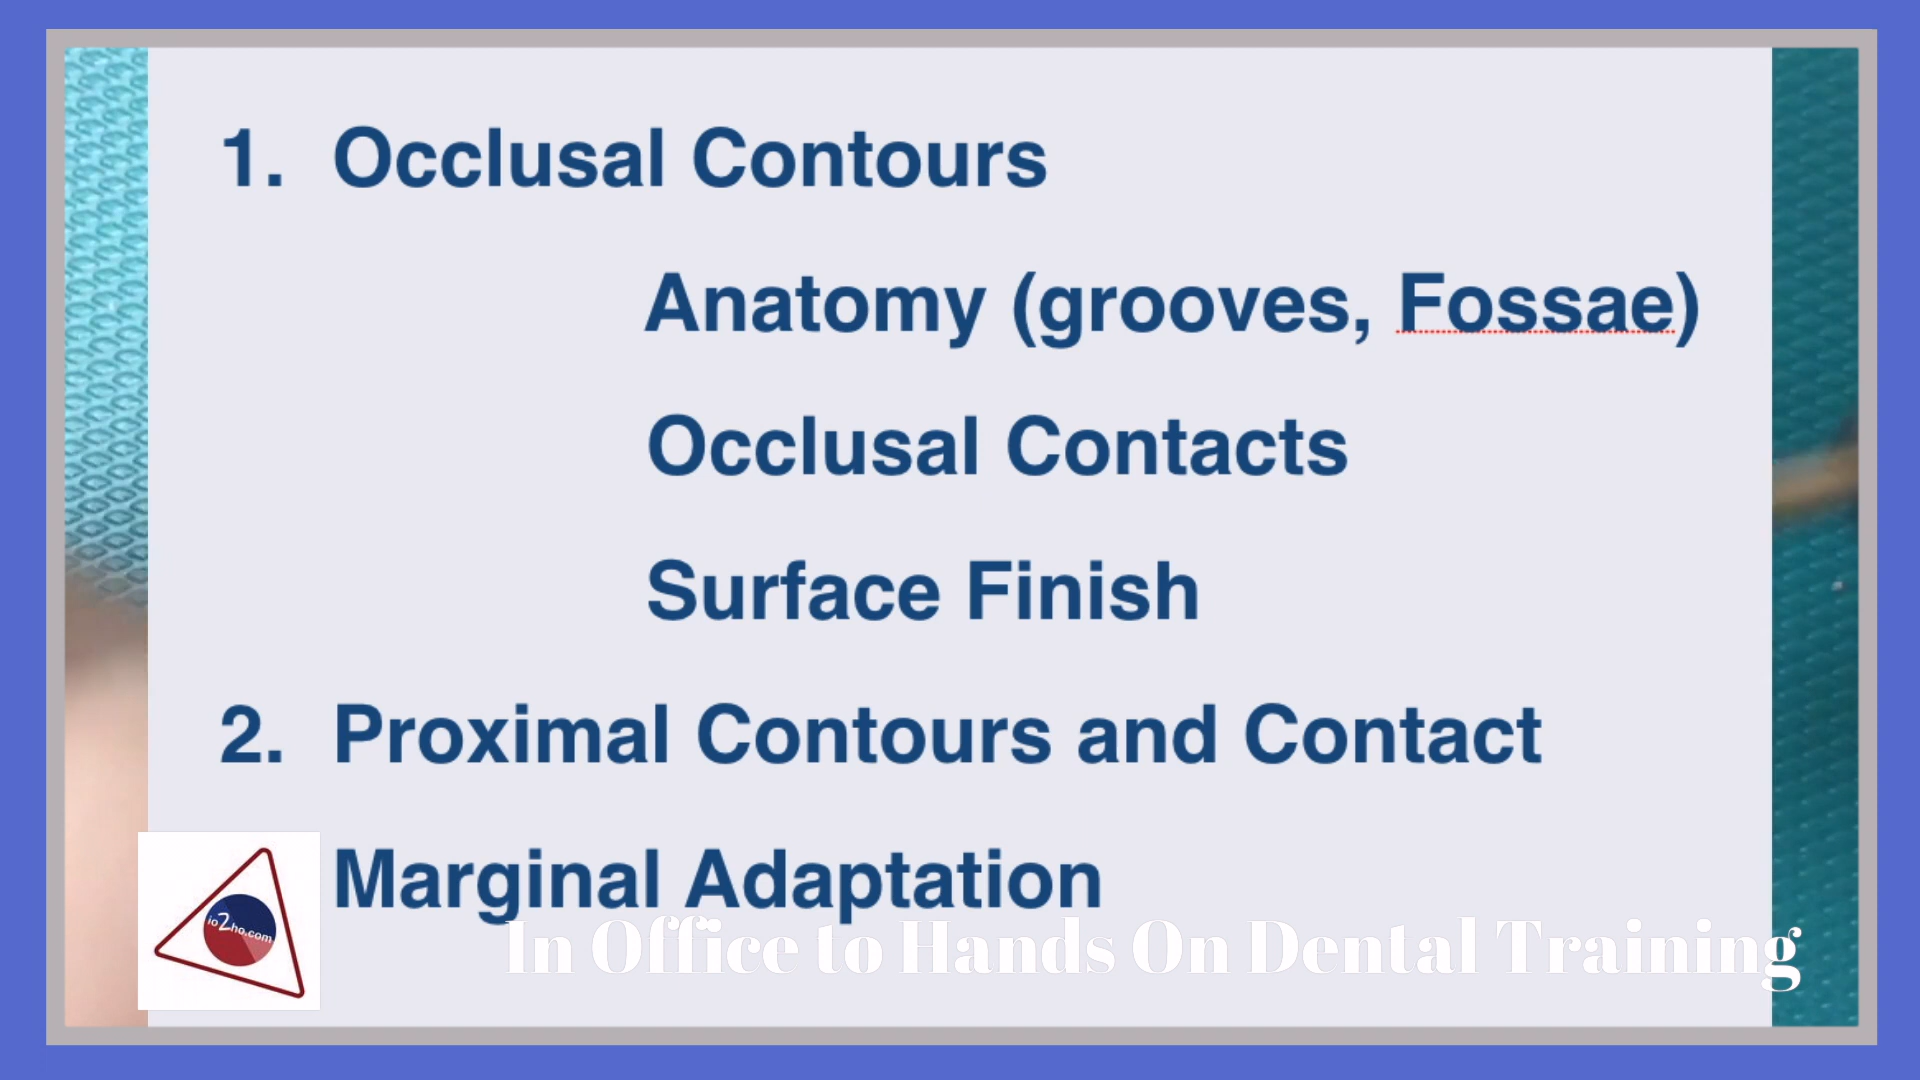 1. Occlusal Contours
Anatomy (grooves, Fossae)
Occlusal Contacts
Surface Finish
2. Proximal Contours and Contact
Marginal Adaptation
io2ho.com
In Office to Hands On Dental Training